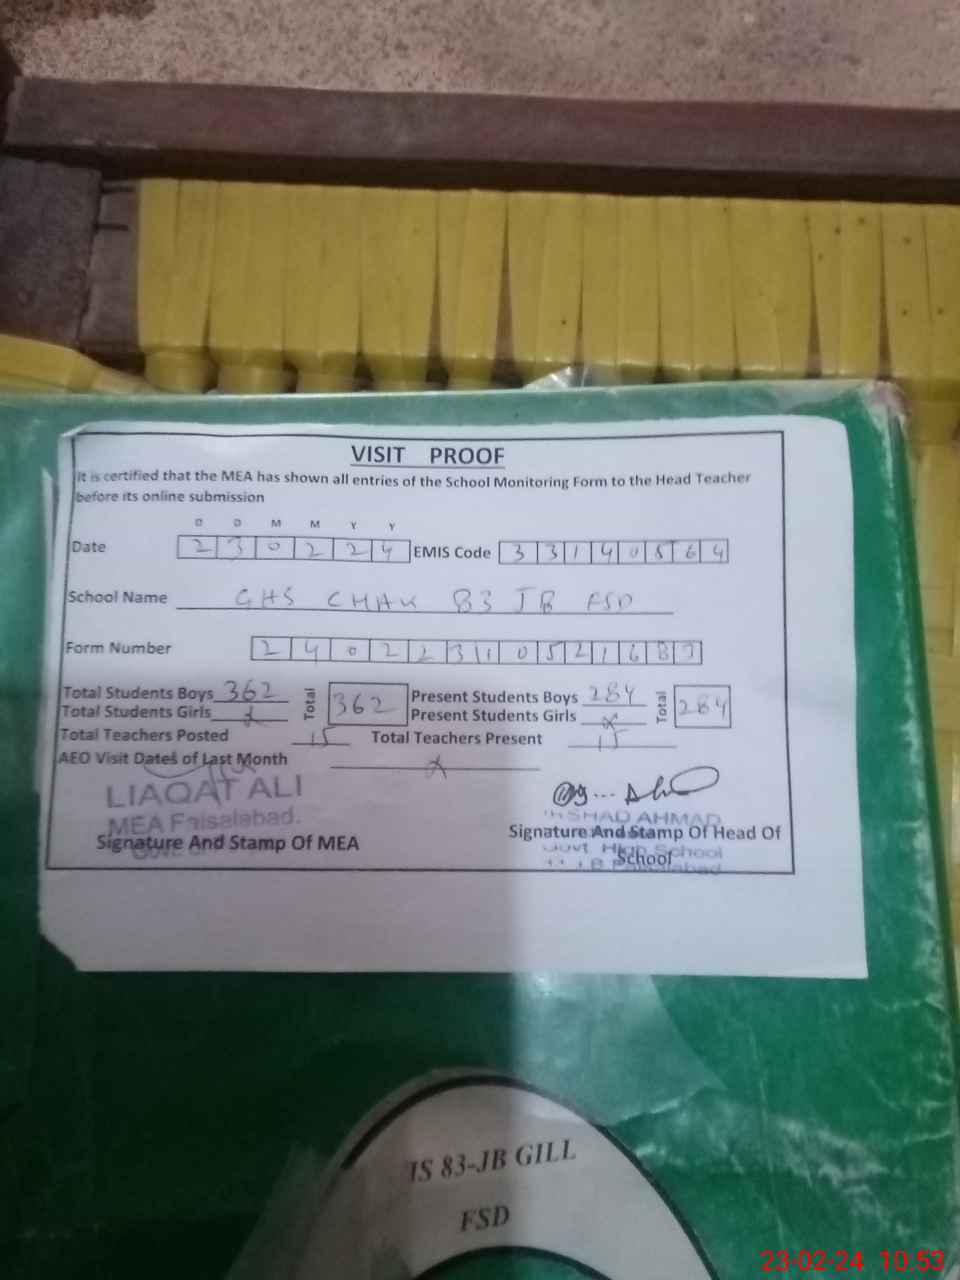 VISIT PROOF
It is certified that the MEA has shown all entries of the School Monitoring Form to the Head Teacher
before its online submission
D D M M Y Y
Date 2 3 0 2 2 4 EMIS Code 3 3 1 4 0 5 6 4
School Name GHS CHAK 83 JB FSD
Form Number 2 4 0 2 2 3 1 0 5 2 1 6 8
Total Students Boys 362 Total 362 Present Students Boys 284 Total 284
Total Students Girls x Present Students Girls x
Total Teachers Posted 15 Total Teachers Present 15
AEO Visit Dates of Last Month x
LIAQAT ALI
MEA Faisalabad.
Signature And Stamp Of MEA
SHAD AHMAD
Signature And Stamp Of Head Of
School
Govt High School
IS 83-JB GILL
FSD
23-02-24 10.53